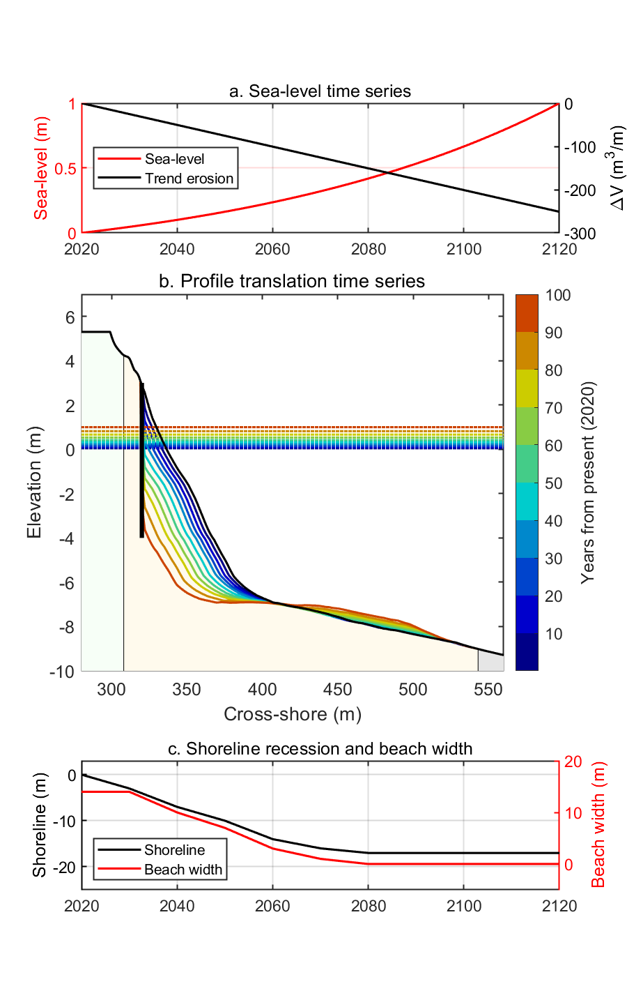 a. Sea-level time series
1
0.5
0
Sea-level (m)
0
-100
-200
-300
ΔV (m³/m)
Sea-level
Trend erosion
2020 2040 2060 2080 2100 2120
b. Profile translation time series
6
4
2
0
-2
-4
-6
-8
-10
Elevation (m)
300 350 400 450 500 550
Cross-shore (m)
100
90
80
70
60
50
40
30
20
10
Years from present (2020)
c. Shoreline recession and beach width
0
-10
-20
Shoreline (m)
20
10
0
Beach width (m)
Shoreline
Beach width
2020 2040 2060 2080 2100 2120